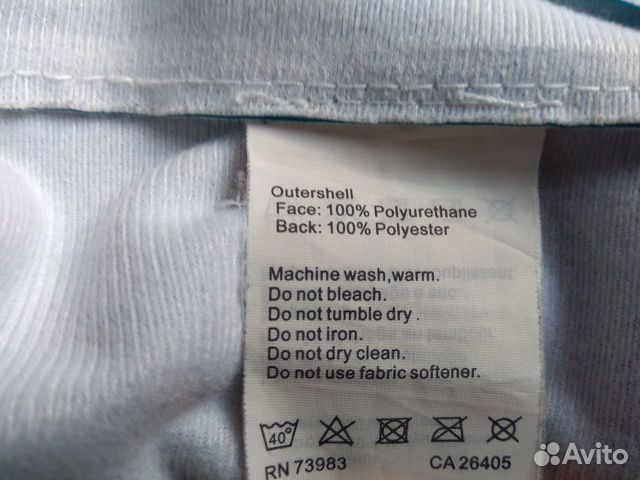 Outershell
Face: 100% Polyurethane
Back: 100% Polyester
Machine wash,warm.
Do not bleach.
Do not tumble dry .
Do not iron.
Do not dry clean.
Do not use fabric softener.
40°
RN 73983 CA 26405
Avito